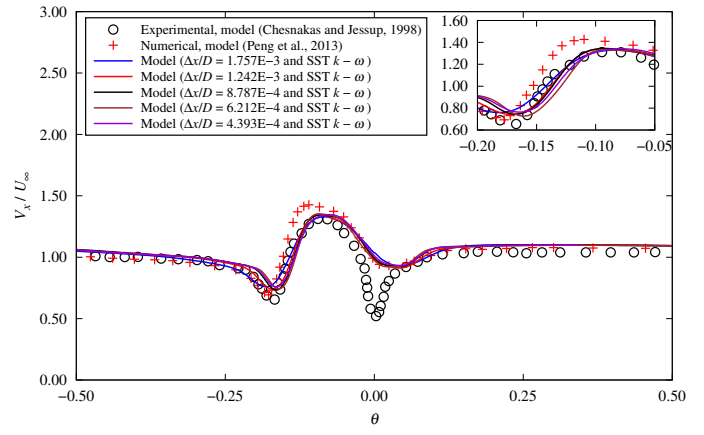 3.00
2.50
2.00
1.50
1.00
0.50
0.00
V_x / U_∞
−0.50
−0.25
0.00
0.25
0.50
θ
Experimental, model (Chesnakas and Jessup, 1998)
Numerical, model (Peng et al., 2013)
Model (Δx/D = 1.757E−3 and SST k − ω )
Model (Δx/D = 1.242E−3 and SST k − ω )
Model (Δx/D = 8.787E−4 and SST k − ω )
Model (Δx/D = 6.212E−4 and SST k − ω )
Model (Δx/D = 4.393E−4 and SST k − ω )
1.60
1.40
1.20
1.00
0.80
0.60
−0.20
−0.15
−0.10
−0.05